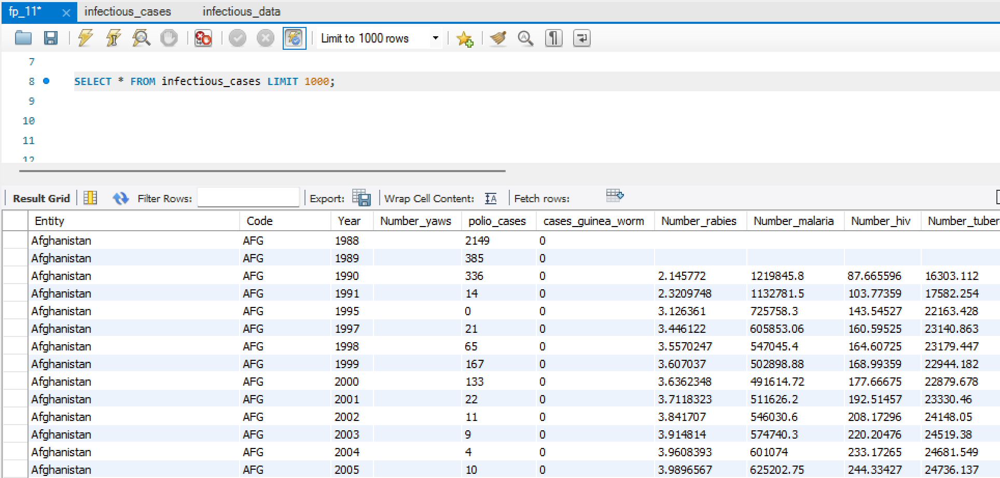 fp_11* infectious_cases infectious_data
Limit to 1000 rows
7
8 SELECT * FROM infectious_cases LIMIT 1000;
9
10
11
12
Result Grid Filter Rows: Export: Wrap Cell Content: Fetch rows:
Entity Code Year Number_yaws polio_cases cases_guinea_worm Number_rabies Number_malaria Number_hiv Number_tuber
Afghanistan AFG 1988 2149 0
Afghanistan AFG 1989 385 0
Afghanistan AFG 1990 336 0 2.145772 1219845.8 87.665596 16303.112
Afghanistan AFG 1991 14 0 2.3209748 1132781.5 103.77359 17582.254
Afghanistan AFG 1995 0 0 3.126361 725758.3 143.54527 22163.428
Afghanistan AFG 1997 21 0 3.446122 605853.06 160.59525 23140.863
Afghanistan AFG 1998 65 0 3.5570247 547045.4 164.60725 23179.447
Afghanistan AFG 1999 167 0 3.607037 502898.88 168.99359 22944.182
Afghanistan AFG 2000 133 0 3.6362348 491614.72 177.66675 22879.678
Afghanistan AFG 2001 22 0 3.7118323 511626.2 192.51457 23330.46
Afghanistan AFG 2002 11 0 3.841707 546030.6 208.17296 24148.05
Afghanistan AFG 2003 9 0 3.914814 574740.3 220.20476 24519.38
Afghanistan AFG 2004 4 0 3.9608393 601074 233.17265 24681.549
Afghanistan AFG 2005 10 0 3.9896567 625202.75 244.33427 24736.137